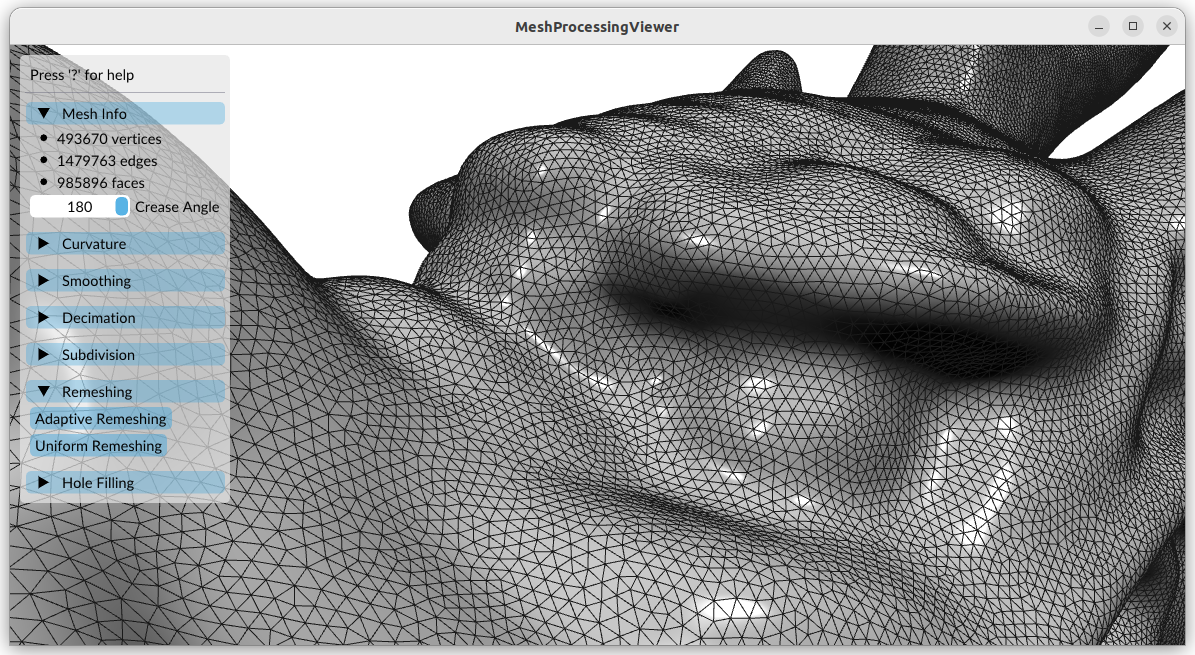 MeshProcessingViewer
Press '?' for help
Mesh Info
493670 vertices
1479763 edges
985896 faces
180 Crease Angle
Curvature
Smoothing
Decimation
Subdivision
Remeshing
Adaptive Remeshing
Uniform Remeshing
Hole Filling